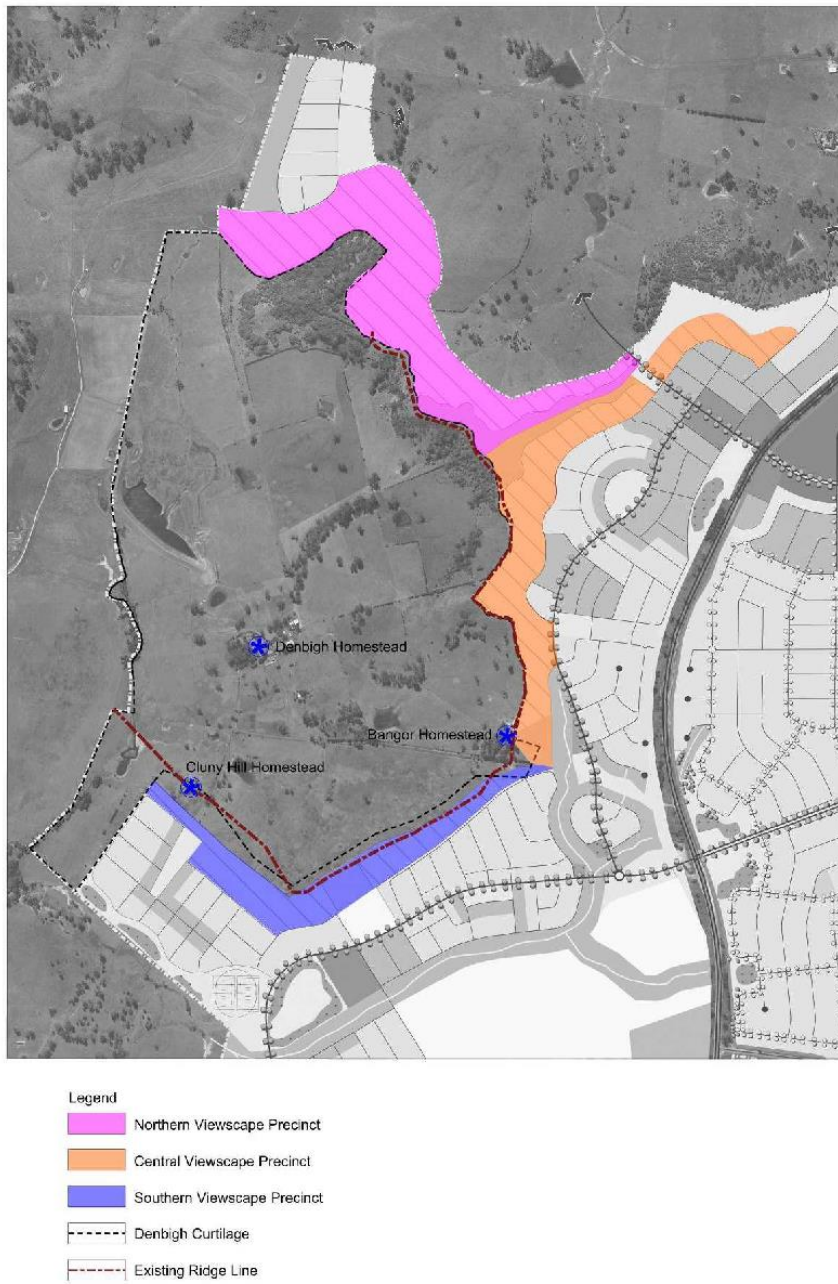 Denbigh Homestead
Bangor Homestead
Cluny Hill Homestead
Legend
Northern Viewscape Precinct
Central Viewscape Precinct
Southern Viewscape Precinct
Denbigh Curtilage
Existing Ridge Line